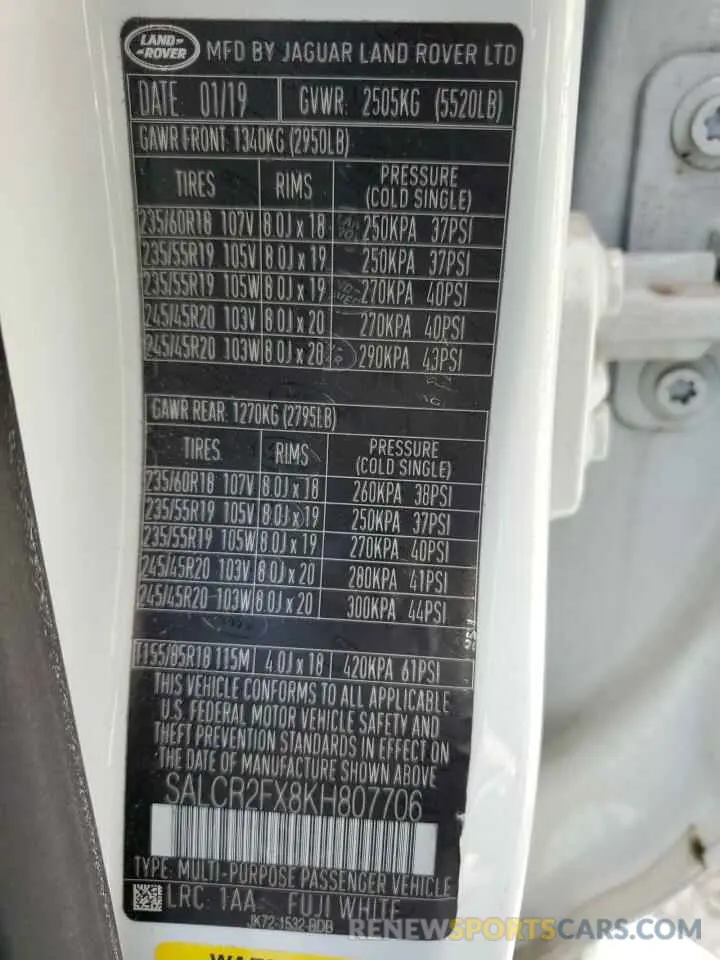 LAND ROVER MFD BY JAGUAR LAND ROVER LTD
DATE: 01/19 GVWR: 2505KG (5520LB)
GAWR FRONT: 1340KG (2950LB)
TIRES RIMS PRESSURE (COLD SINGLE)
235/60R18 107V 8.0J x 18 250KPA 37PSI
235/55R19 105V 8.0J x 19 250KPA 37PSI
235/55R19 105W 8.0J x 19 270KPA 40PSI
245/45R20 103V 8.0J x 20 270KPA 40PSI
245/45R20 103W 8.0J x 20 290KPA 43PSI
GAWR REAR: 1270KG (2795LB)
TIRES RIMS PRESSURE (COLD SINGLE)
235/60R18 107V 8.0J x 18 260KPA 38PSI
235/55R19 105V 8.0J x 19 250KPA 37PSI
235/55R19 105W 8.0J x 19 270KPA 40PSI
245/45R20 103V 8.0J x 20 280KPA 41PSI
245/45R20 103W 8.0J x 20 300KPA 44PSI
T155/85R18 115M 4.0J x 18 420KPA 61PSI
THIS VEHICLE CONFORMS TO ALL APPLICABLE
U.S. FEDERAL MOTOR VEHICLE SAFETY AND
THEFT PREVENTION STANDARDS IN EFFECT ON
THE DATE OF MANUFACTURE SHOWN ABOVE
SALCR2FX8KH807706
TYPE: MULTI-PURPOSE PASSENGER VEHICLE
LRC: 1AA FUJI WHITE
JK72-1532-BDB
RENEWSPORTSCARS.COM